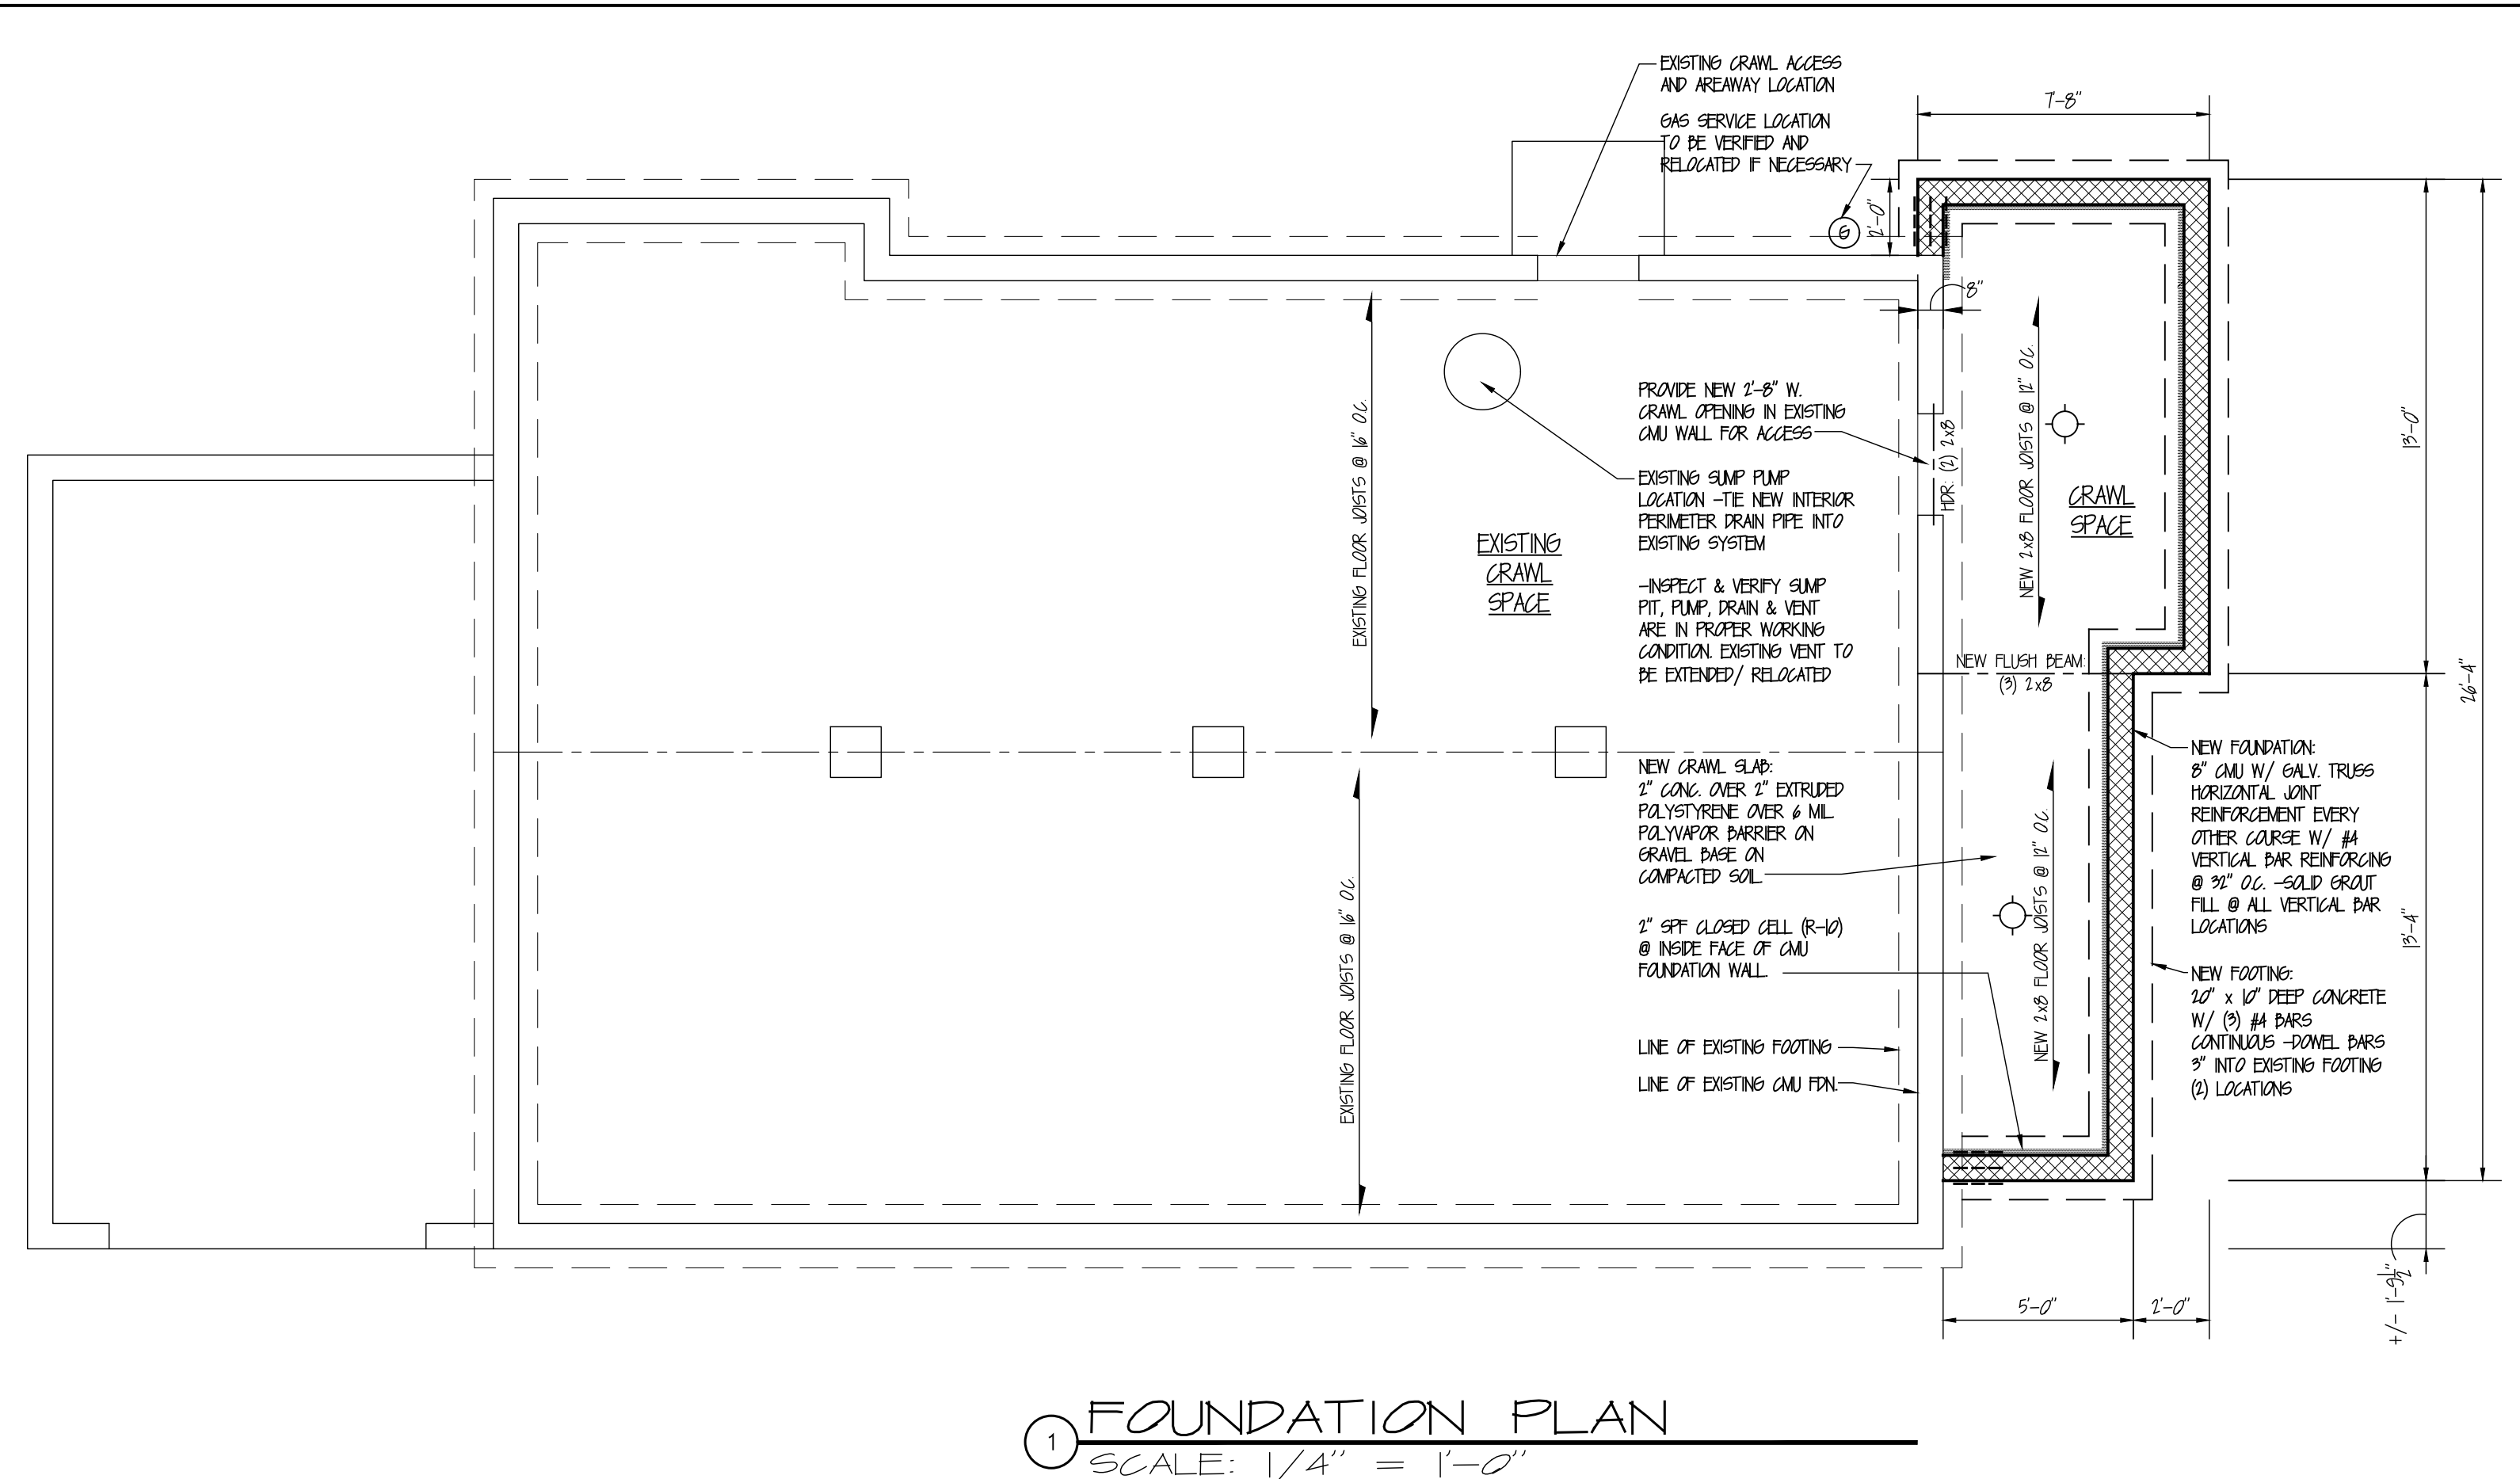 EXISTING CRAWL ACCESS
AND AREAWAY LOCATION
GAS SERVICE LOCATION
TO BE VERIFIED AND
RELOCATED IF NECESSARY
G
7'-8"
2'-0"
8"
PROVIDE NEW 2'-8" W.
CRAWL OPENING IN EXISTING
CMU WALL FOR ACCESS
HDR: (2) 2x8
EXISTING SUMP PUMP
LOCATION -TIE NEW INTERIOR
PERIMETER DRAIN PIPE INTO
EXISTING SYSTEM
-INSPECT & VERIFY SUMP
PIT, PUMP, DRAIN & VENT
ARE IN PROPER WORKING
CONDITION. EXISTING VENT TO
BE EXTENDED/ RELOCATED
EXISTING
CRAWL
SPACE
EXISTING FLOOR JOISTS @ 16" O.C.
EXISTING FLOOR JOISTS @ 16" O.C.
NEW 2x8 FLOOR JOISTS @ 12" O.C.
CRAWL
SPACE
NEW FLUSH BEAM:
(3) 2x8
NEW 2x8 FLOOR JOISTS @ 12" O.C.
13'-0"
26'-4"
13'-4"
NEW CRAWL SLAB:
2" CONC. OVER 2" EXTRUDED
POLYSTYRENE OVER 6 MIL
POLYVAPOR BARRIER ON
GRAVEL BASE ON
COMPACTED SOIL.
2" SPF CLOSED CELL (R-10)
@ INSIDE FACE OF CMU
FOUNDATION WALL.
LINE OF EXISTING FOOTING
LINE OF EXISTING CMU FDN.
NEW FOUNDATION:
8" CMU W/ GALV. TRUSS
HORIZONTAL JOINT
REINFORCEMENT EVERY
OTHER COURSE W/ #4
VERTICAL BAR REINFORCING
@ 32" O.C. -SOLID GROUT
FILL @ ALL VERTICAL BAR
LOCATIONS
NEW FOOTING:
20" x 10" DEEP CONCRETE
W/ (3) #4 BARS
CONTINUOUS -DOWEL BARS
3" INTO EXISTING FOOTING
(2) LOCATIONS
+/- 1'-9½"
5'-0"
2'-0"
1
FOUNDATION PLAN
SCALE: 1/4" = 1'-0"